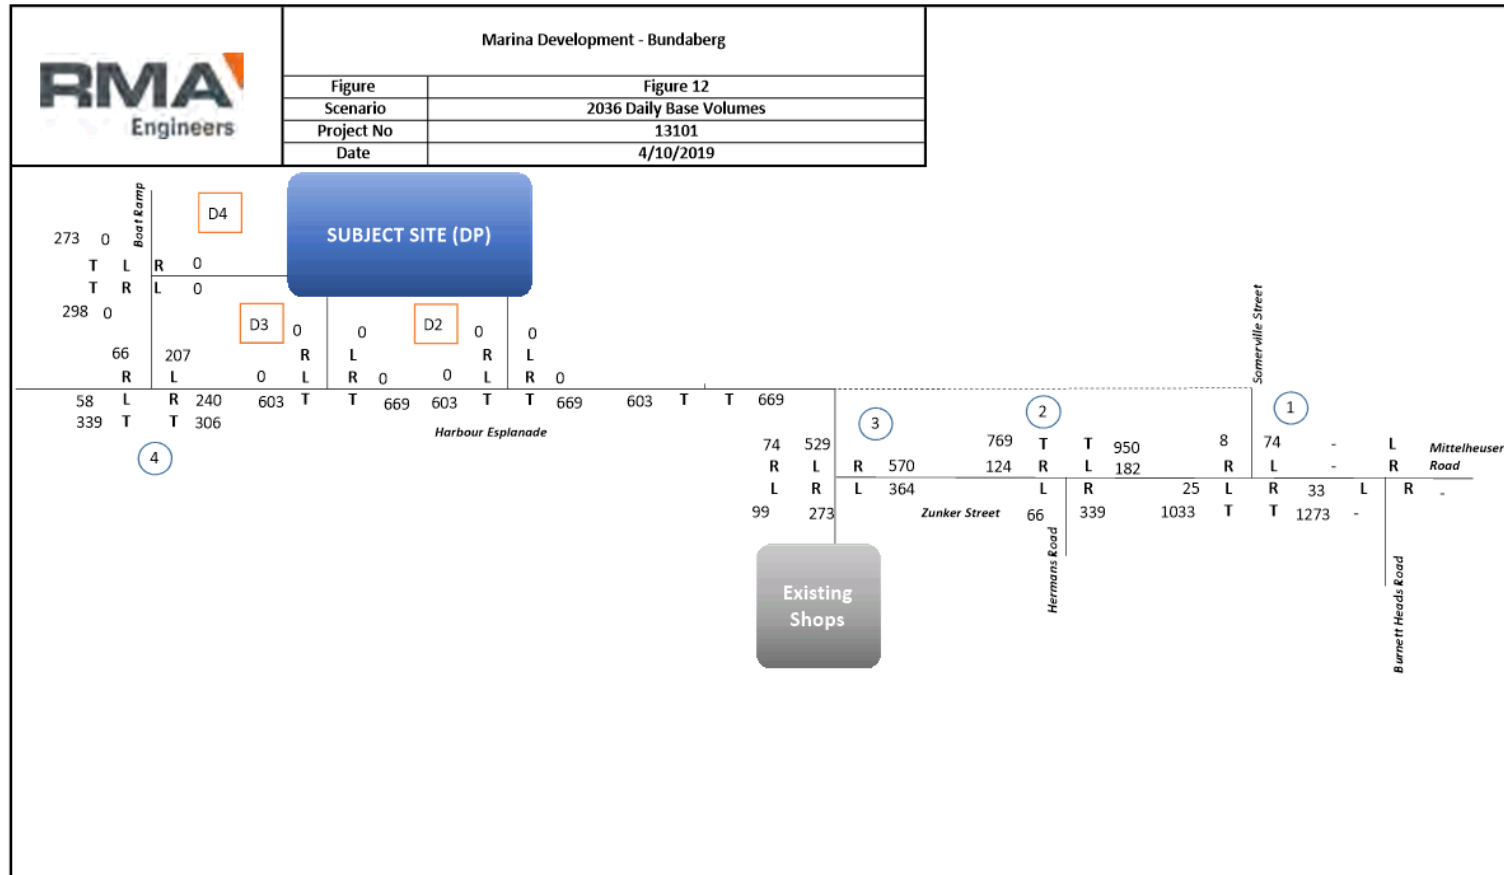 RMA
Engineers
Marina Development - Bundaberg
Figure Figure 12
Scenario 2036 Daily Base Volumes
Project No 13101
Date 4/10/2019
Boat Ramp
D4
SUBJECT SITE (DP)
273 0
T L R 0
T R L 0
298 0
D3 0 0 D2 0 0
66 207 R L R L
R L 0 L R 0 0 L R 0
58 L R 240 603 T T 669 603 T T 669 603 T T 669
339 T T 306
Harbour Esplanade
4
Somerville Street
3 2 1
74 529 769 T T 950 8 74 - L Mittelheuser
R L R 570 124 R L 182 R L - R Road
L R L 364 L R 25 L R 33 L R -
99 273 Zunker Street 66 339 1033 T T 1273 -
Hermans Road
Burnett Heads Road
Existing
Shops